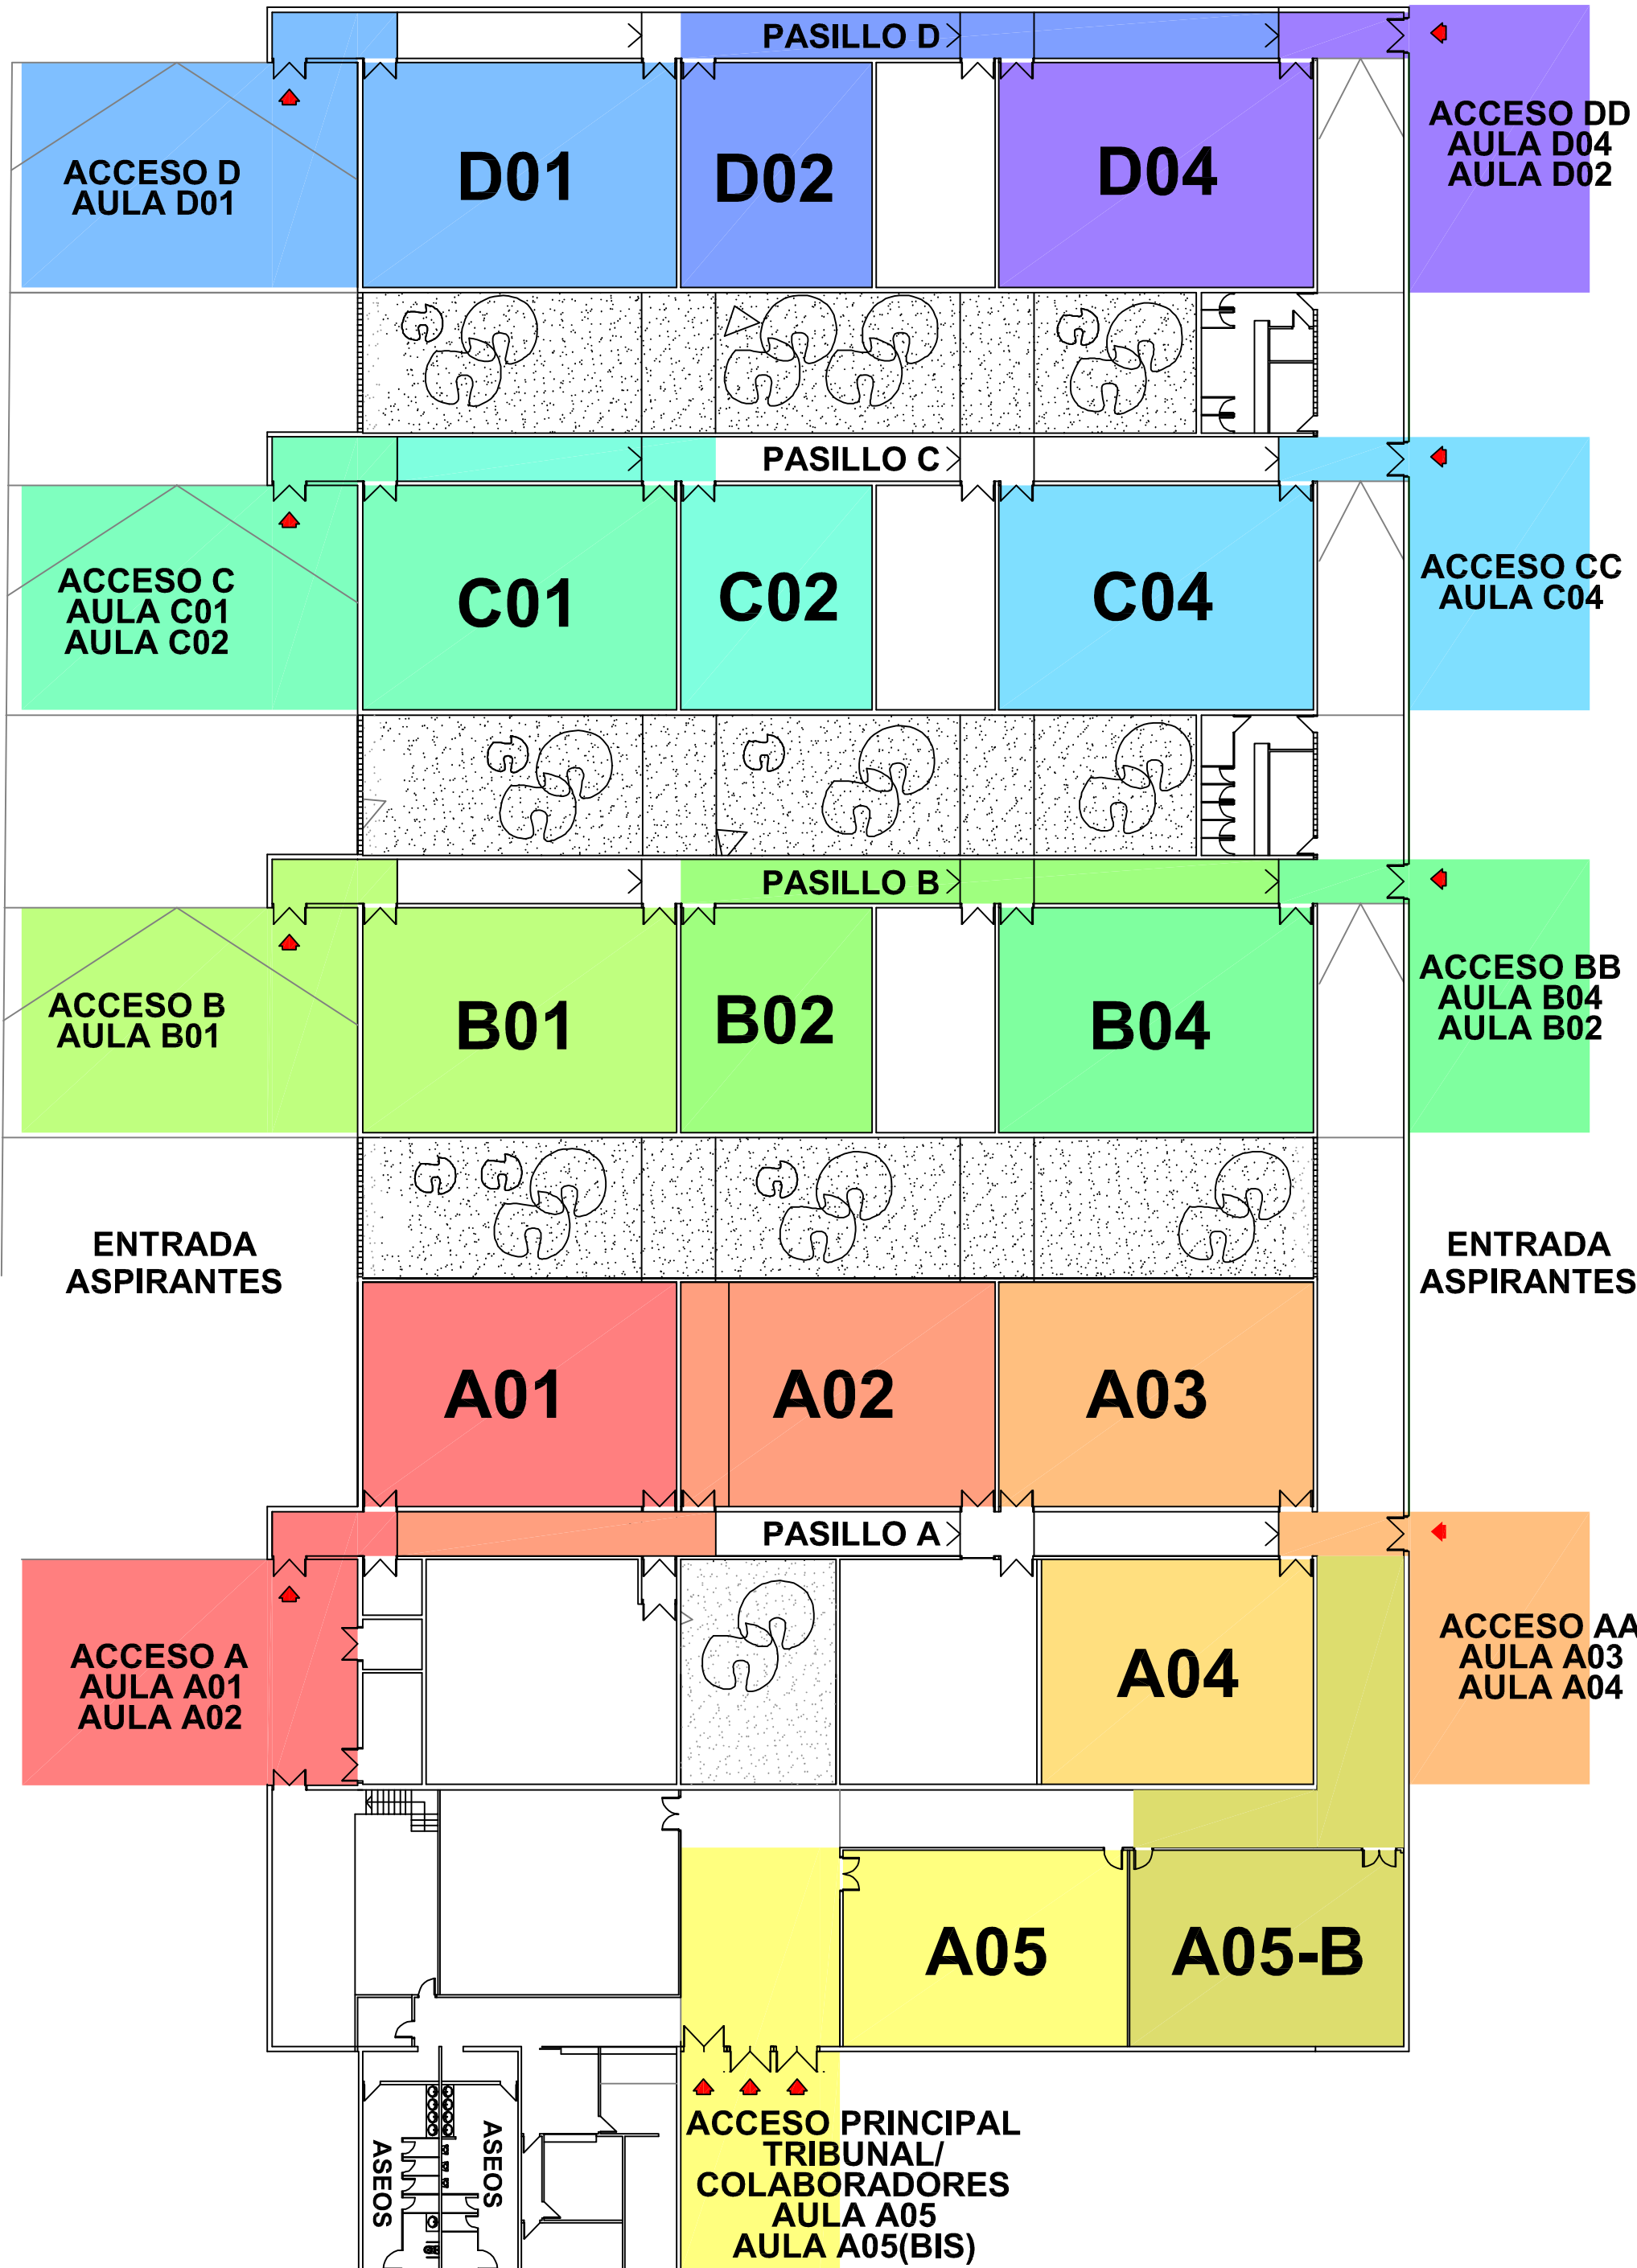 PASILLO D
ACCESO D
AULA D01
D01
D02
D04
ACCESO DD
AULA D04
AULA D02
PASILLO C
ACCESO C
AULA C01
AULA C02
C01
C02
C04
ACCESO CC
AULA C04
PASILLO B
ACCESO B
AULA B01
B01
B02
B04
ACCESO BB
AULA B04
AULA B02
ENTRADA
ASPIRANTES
ENTRADA
ASPIRANTES
A01
A02
A03
PASILLO A
ACCESO A
AULA A01
AULA A02
A04
ACCESO AA
AULA A03
AULA A04
A05
A05-B
ACCESO PRINCIPAL
TRIBUNAL/
COLABORADORES
AULA A05
AULA A05(BIS)
ASEOS
ASEOS